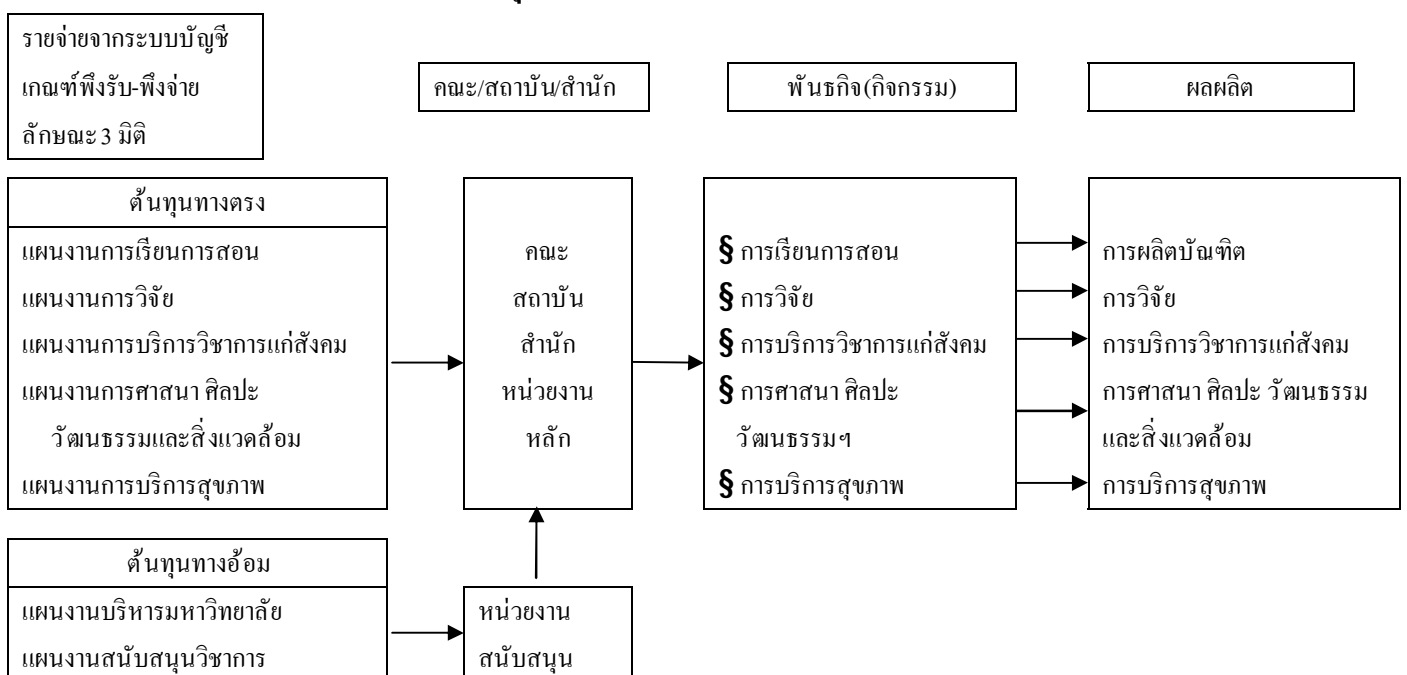 รายจ่ายจากระบบบัญชี
เกณฑ์พึงรับ-พึงจ่าย
ลักษณะ 3 มิติ
คณะ/สถาบัน/สำนัก
พันธกิจ(กิจกรรม)
ผลผลิต
ต้นทุนทางตรง
แผนงานการเรียนการสอน
แผนงานการวิจัย
แผนงานการบริการวิชาการแก่สังคม
แผนงานการศาสนา ศิลปะ
วัฒนธรรมและสิ่งแวดล้อม
แผนงานการบริการสุขภาพ
คณะ
สถาบัน
สำนัก
หน่วยงาน
หลัก
§ การเรียนการสอน
§ การวิจัย
§ การบริการวิชาการแก่สังคม
§ การศาสนา ศิลปะ
วัฒนธรรมฯ
§ การบริการสุขภาพ
การผลิตบัณฑิต
การวิจัย
การบริการวิชาการแก่สังคม
การศาสนา ศิลปะ วัฒนธรรม
และสิ่งแวดล้อม
การบริการสุขภาพ
ต้นทุนทางอ้อม
แผนงานบริหารมหาวิทยาลัย
แผนงานสนับสนุนวิชาการ
หน่วยงาน
สนับสนุน